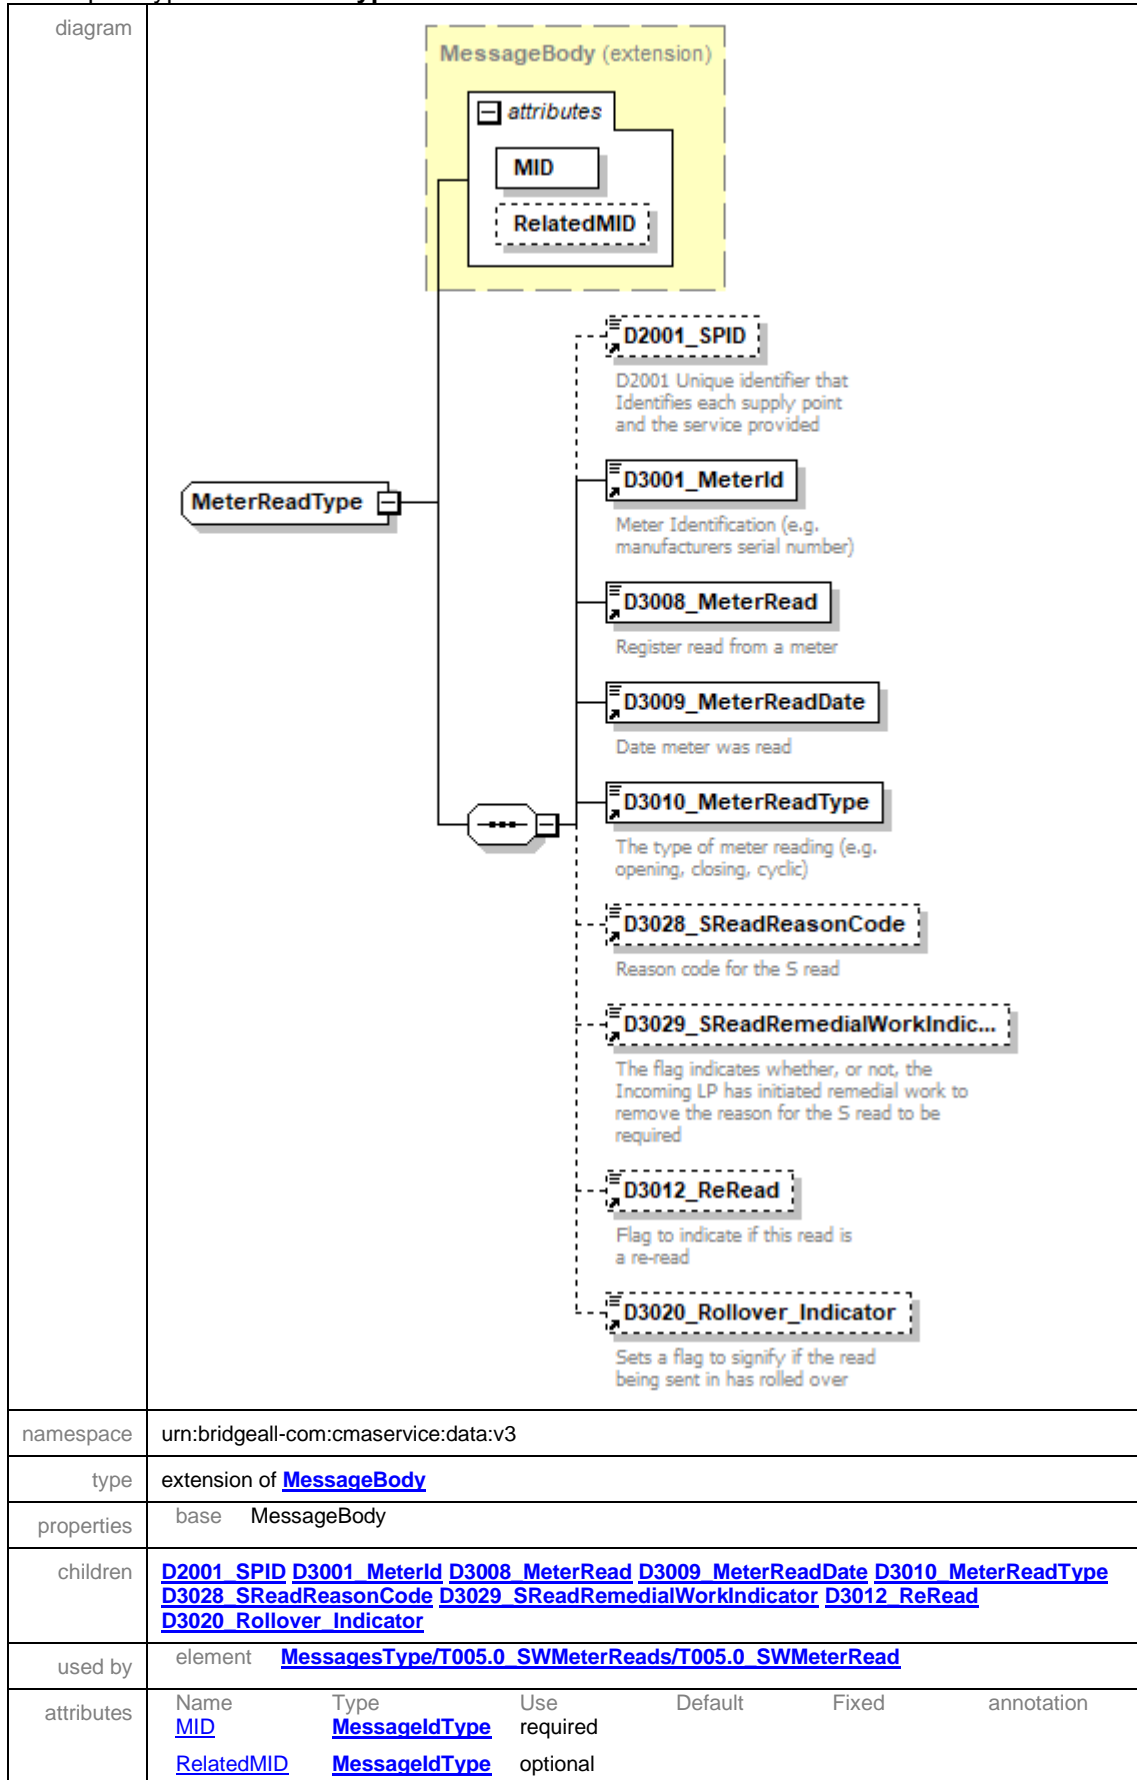 diagram
MessageBody (extension)
attributes
MID
RelatedMID
D2001_SPID
D2001 Unique identifier that
Identifies each supply point
and the service provided
D3001_MeterId
Meter Identification (e.g.
manufacturers serial number)
MeterReadType
D3008_MeterRead
Register read from a meter
D3009_MeterReadDate
Date meter was read
D3010_MeterReadType
The type of meter reading (e.g.
opening, closing, cyclic)
D3028_SReadReasonCode
Reason code for the S read
D3029_SReadRemedialWorkIndic...
The flag indicates whether, or not, the
Incoming LP has initiated remedial work to
remove the reason for the S read to be
required
D3012_ReRead
Flag to indicate if this read is
a re-read
D3020_Rollover_Indicator
Sets a flag to signify if the read
being sent in has rolled over
namespace urn:bridgeall-com:cmaservice:data:v3
type extension of MessageBody
properties base MessageBody
children D2001_SPID D3001_MeterId D3008_MeterRead D3009_MeterReadDate D3010_MeterReadType
D3028_SReadReasonCode D3029_SReadRemedialWorkIndicator D3012_ReRead
D3020_Rollover_Indicator
used by element MessagesType/T005.0_SWMeterReads/T005.0_SWMeterRead
attributes Name Type Use Default Fixed annotation
MID MessageIdType required
RelatedMID MessageIdType optional